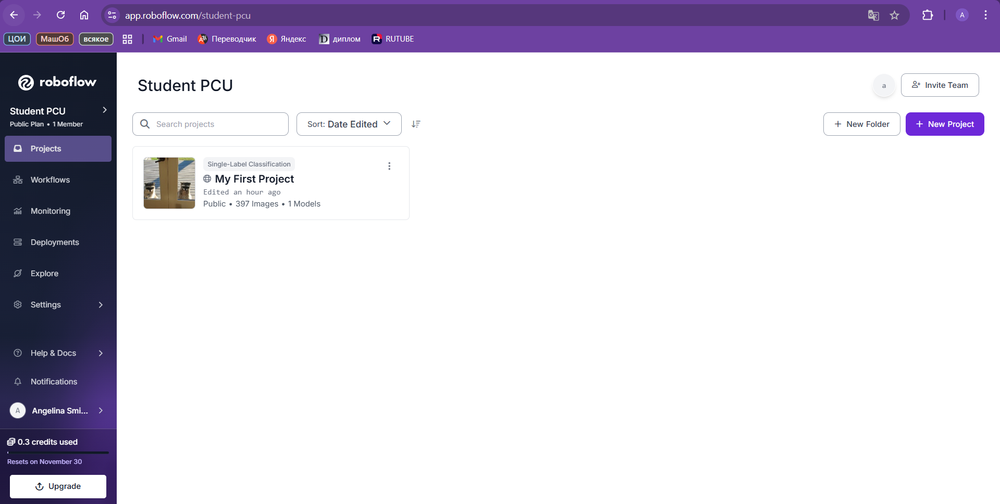 app.roboflow.com/student-pcu
A
ЦОИ
МашОб
всякое
Gmail
Переводчик
Яндекс
диплом
RUTUBE
roboflow
Student PCU
Public Plan • 1 Member
Projects
Workflows
Monitoring
Deployments
Explore
Settings
Help & Docs
Notifications
A
Angelina Smi...
0.3 credits used
Resets on November 30
Upgrade
Student PCU
a
Invite Team
Search projects
Sort: Date Edited
+ New Folder
+ New Project
Single-Label Classification
My First Project
Edited an hour ago
Public • 397 Images • 1 Models